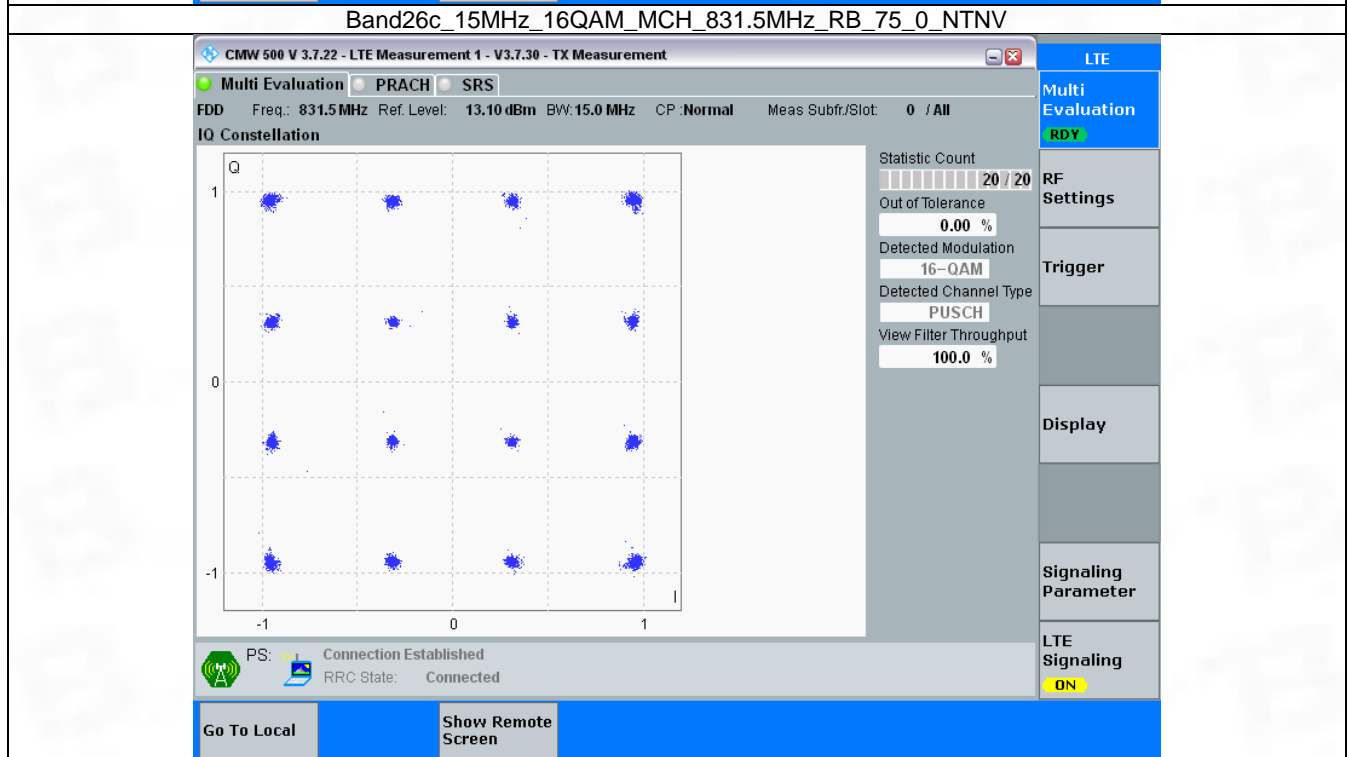 Band26c_15MHz_16QAM_MCH_831.5MHz_RB_75_0_NTNV
CMW 500 V 3.7.22 - LTE Measurement 1 - V3.7.30 - TX Measurement
LTE
Multi Evaluation PRACH SRS
FDD Freq.: 831.5 MHz Ref. Level: 13.10 dBm BW: 15.0 MHz CP :Normal Meas Subfr./Slot: 0 / All
IQ Constellation
Q
1
0
-1
I
-1 0 1
Statistic Count
20 / 20
Out of Tolerance
0.00 %
Detected Modulation
16-QAM
Detected Channel Type
PUSCH
View Filter Throughput
100.0 %
Multi
Evaluation
RDY
RF
Settings
Trigger
Display
Signaling
Parameter
LTE
Signaling
ON
PS: Connection Established
RRC State: Connected
Go To Local
Show Remote
Screen